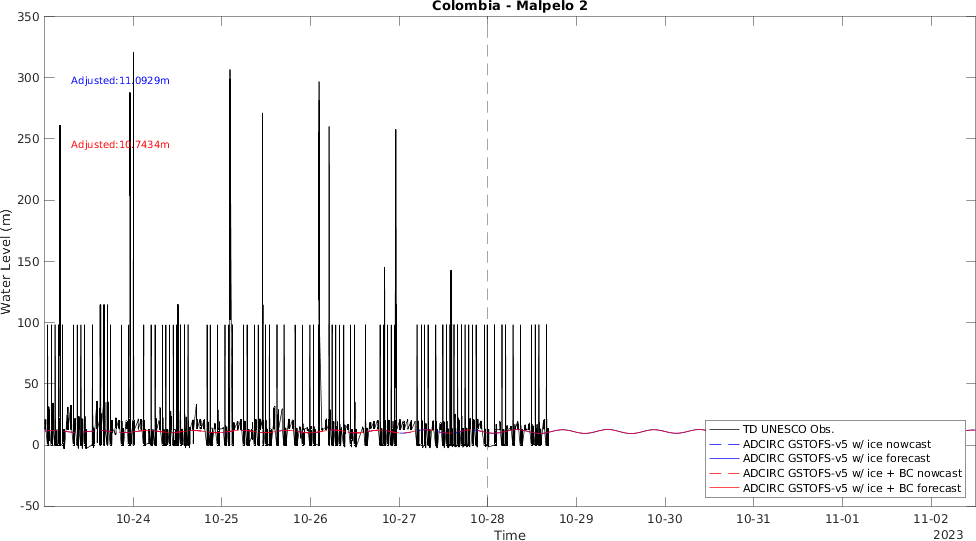 Colombia - Malpelo 2
350
300
250
200
150
100
50
0
-50
Water Level (m)
Adjusted:11.0929m
Adjusted:10.7434m
TD UNESCO Obs.
ADCIRC GSTOFS-v5 w/ ice nowcast
ADCIRC GSTOFS-v5 w/ ice forecast
ADCIRC GSTOFS-v5 w/ ice + BC nowcast
ADCIRC GSTOFS-v5 w/ ice + BC forecast
10-24 10-25 10-26 10-27 10-28 10-29 10-30 10-31 11-01 11-02
Time
2023